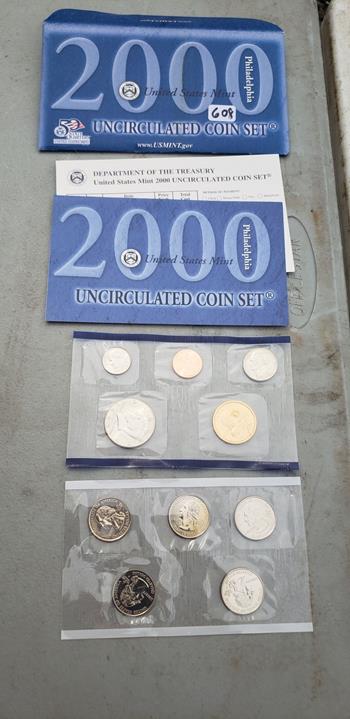 2000
Philadelphia
United States Mint
608
UNCIRCULATED COIN SET®
www.USMINT.gov
DEPARTMENT OF THE TREASURY
United States Mint 2000 UNCIRCULATED COIN SET®
2000
Philadelphia
United States Mint
UNCIRCULATED COIN SET®